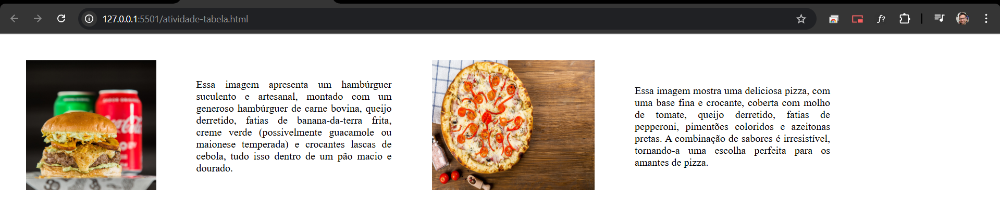 127.0.0.1:5501/atividade-tabela.html
f?
Essa imagem apresenta um hambúrguer
suculento e artesanal, montado com um
generoso hambúrguer de carne bovina, queijo
derretido, fatias de banana-da-terra frita,
creme verde (possivelmente guacamole ou
maionese temperada) e crocantes lascas de
cebola, tudo isso dentro de um pão macio e
dourado.
Essa imagem mostra uma deliciosa pizza, com
uma base fina e crocante, coberta com molho
de tomate, queijo derretido, fatias de
pepperoni, pimentões coloridos e azeitonas
pretas. A combinação de sabores é irresistível,
tornando-a uma escolha perfeita para os
amantes de pizza.